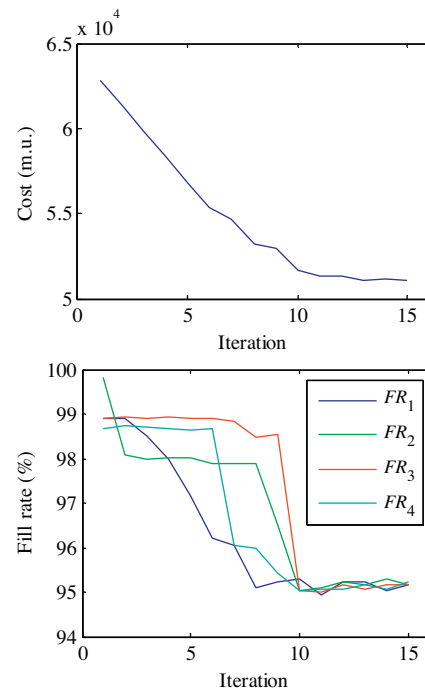 x 10^4
6.5
6
5.5
5
Cost (m.u.)
0 5 10 15
Iteration
100
99
98
97
96
95
94
Fill rate (%)
FR1
FR2
FR3
FR4
0 5 10 15
Iteration